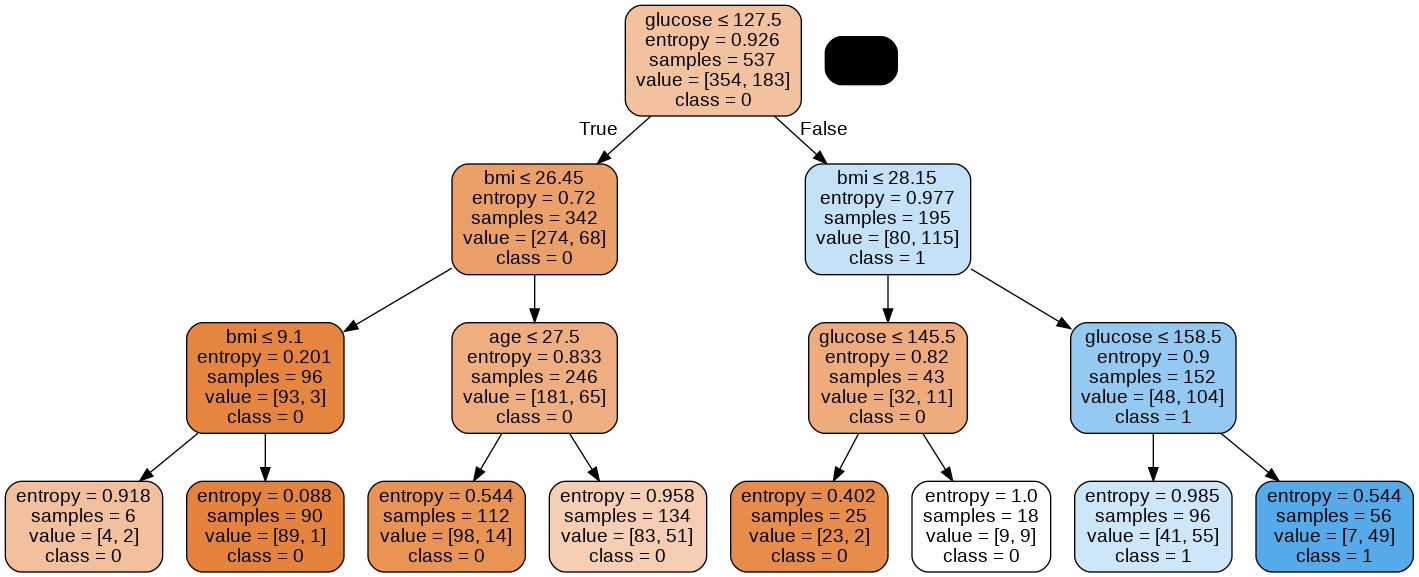 glucose ≤ 127.5
entropy = 0.926
samples = 537
value = [354, 183]
class = 0
True
False
bmi ≤ 26.45
entropy = 0.72
samples = 342
value = [274, 68]
class = 0
bmi ≤ 28.15
entropy = 0.977
samples = 195
value = [80, 115]
class = 1
bmi ≤ 9.1
entropy = 0.201
samples = 96
value = [93, 3]
class = 0
age ≤ 27.5
entropy = 0.833
samples = 246
value = [181, 65]
class = 0
glucose ≤ 145.5
entropy = 0.82
samples = 43
value = [32, 11]
class = 0
glucose ≤ 158.5
entropy = 0.9
samples = 152
value = [48, 104]
class = 1
entropy = 0.918
samples = 6
value = [4, 2]
class = 0
entropy = 0.088
samples = 90
value = [89, 1]
class = 0
entropy = 0.544
samples = 112
value = [98, 14]
class = 0
entropy = 0.958
samples = 134
value = [83, 51]
class = 0
entropy = 0.402
samples = 25
value = [23, 2]
class = 0
entropy = 1.0
samples = 18
value = [9, 9]
class = 0
entropy = 0.985
samples = 96
value = [41, 55]
class = 1
entropy = 0.544
samples = 56
value = [7, 49]
class = 1